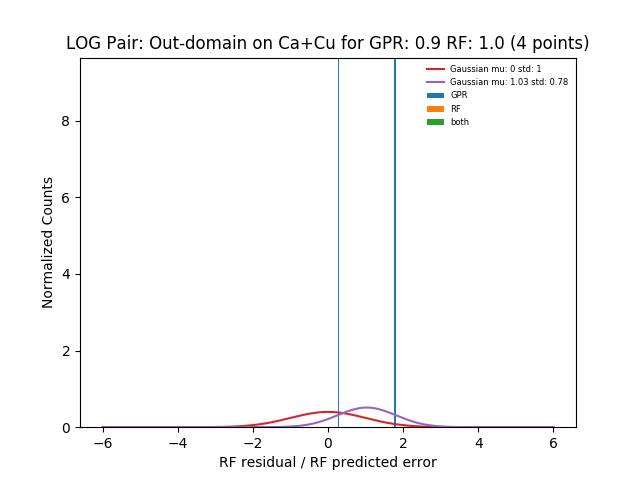 LOG Pair: Out-domain on Ca+Cu for GPR: 0.9 RF: 1.0 (4 points)
Gaussian mu: 0 std: 1
Gaussian mu: 1.03 std: 0.78
GPR
RF
both
Normalized Counts
8
6
4
2
0
−6 −4 −2 0 2 4 6
RF residual / RF predicted error